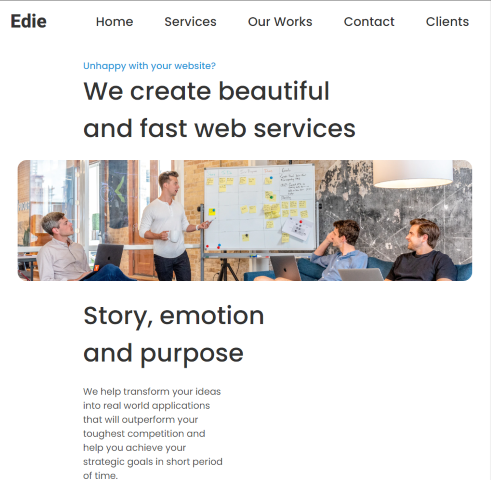 Edie Home Services Our Works Contact Clients
Unhappy with your website?
We create beautiful
and fast web services
Story, emotion
and purpose
We help transform your ideas
into real world applications
that will outperform your
toughest competition and
help you achieve your
strategic goals in short period
of time.